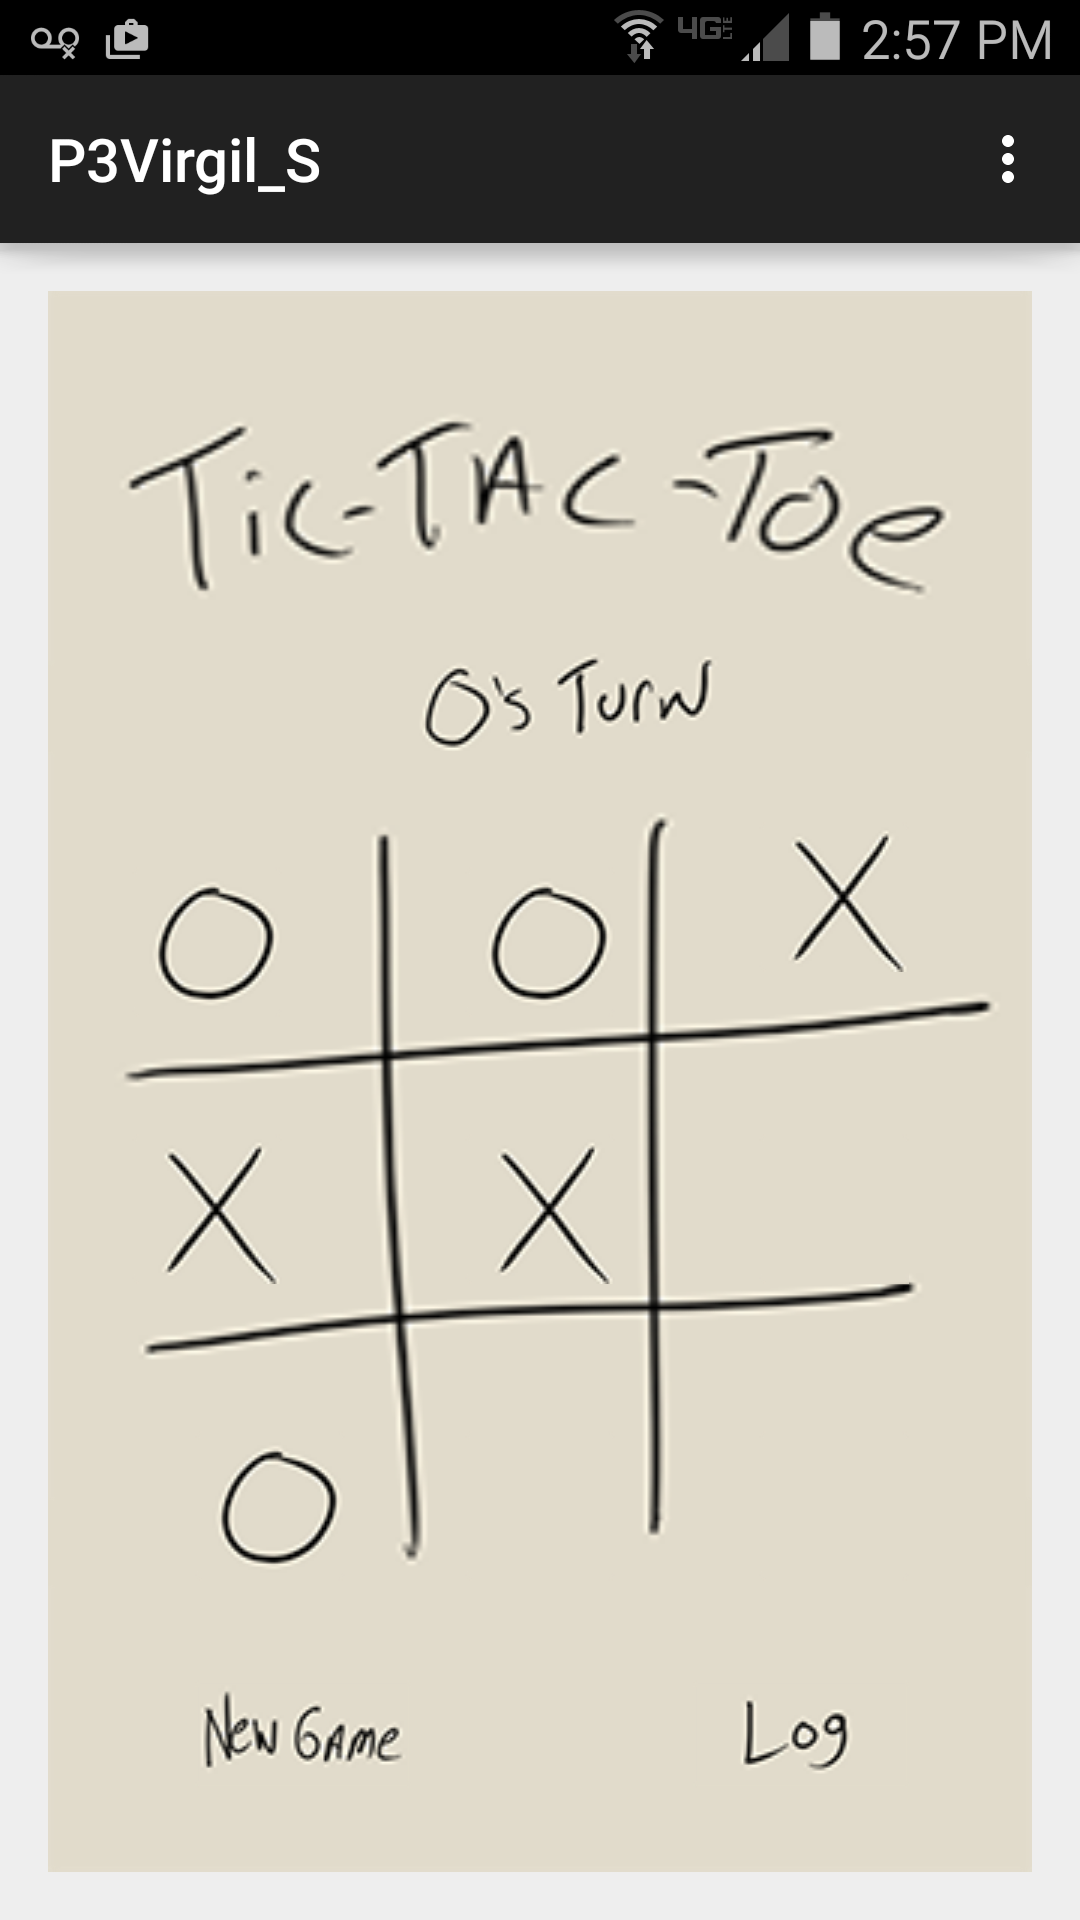 4G LTE 2:57 PM
P3Virgil_S
Tic-TAC-Toe
O's Turn
O O X
X X
O
New Game Log